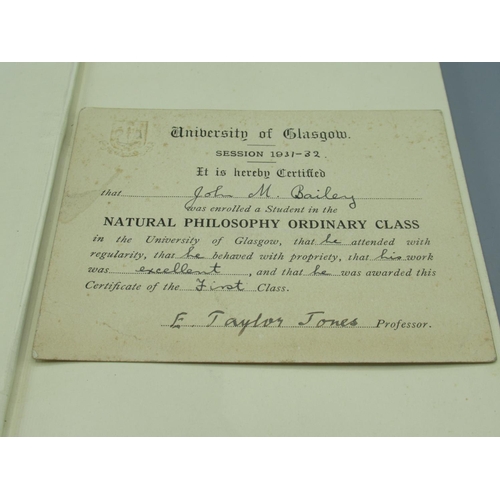 University of Glasgow.
SESSION 1931-32
It is hereby Certified
that John M. Bailey
was enrolled a Student in the
NATURAL PHILOSOPHY ORDINARY CLASS
in the University of Glasgow, that he attended with
regularity, that he behaved with propriety, that his work
was excellent, and that he was awarded this
Certificate of the First Class.
E. Taylor Jones Professor.